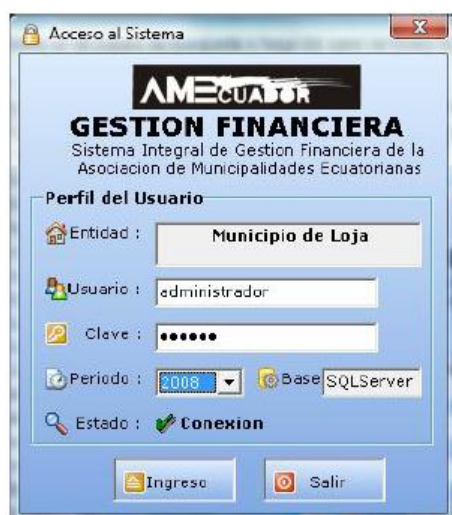 Acceso al Sistema
AMECUADOR
GESTION FINANCIERA
Sistema Integral de Gestion Financiera de la
Asociacion de Municipalidades Ecuatorianas
Perfil del Usuario
Entidad : Municipio de Loja
Usuario : administrador
Clave : ••••••
Periodo : 2008 Base SQLServer
Estado : Conexion
Ingreso Salir